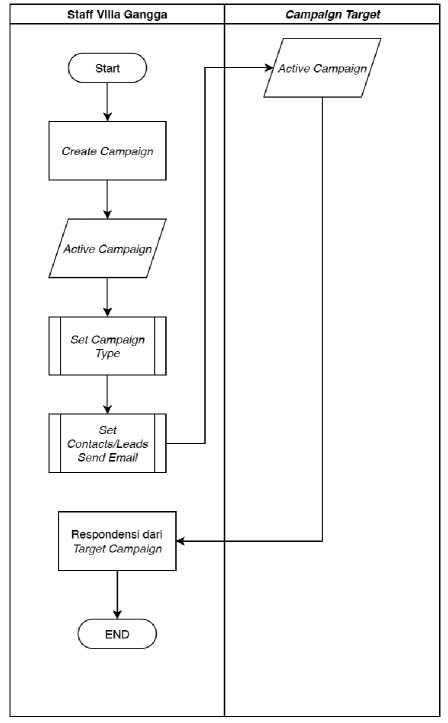 Staff Villa Gangga
Campaign Target
Start
Active Campaign
Create Campaign
Active Campaign
Set Campaign
Type
Set
Contacts/Leads
Send Email
Respondensi dari
Target Campaign
END